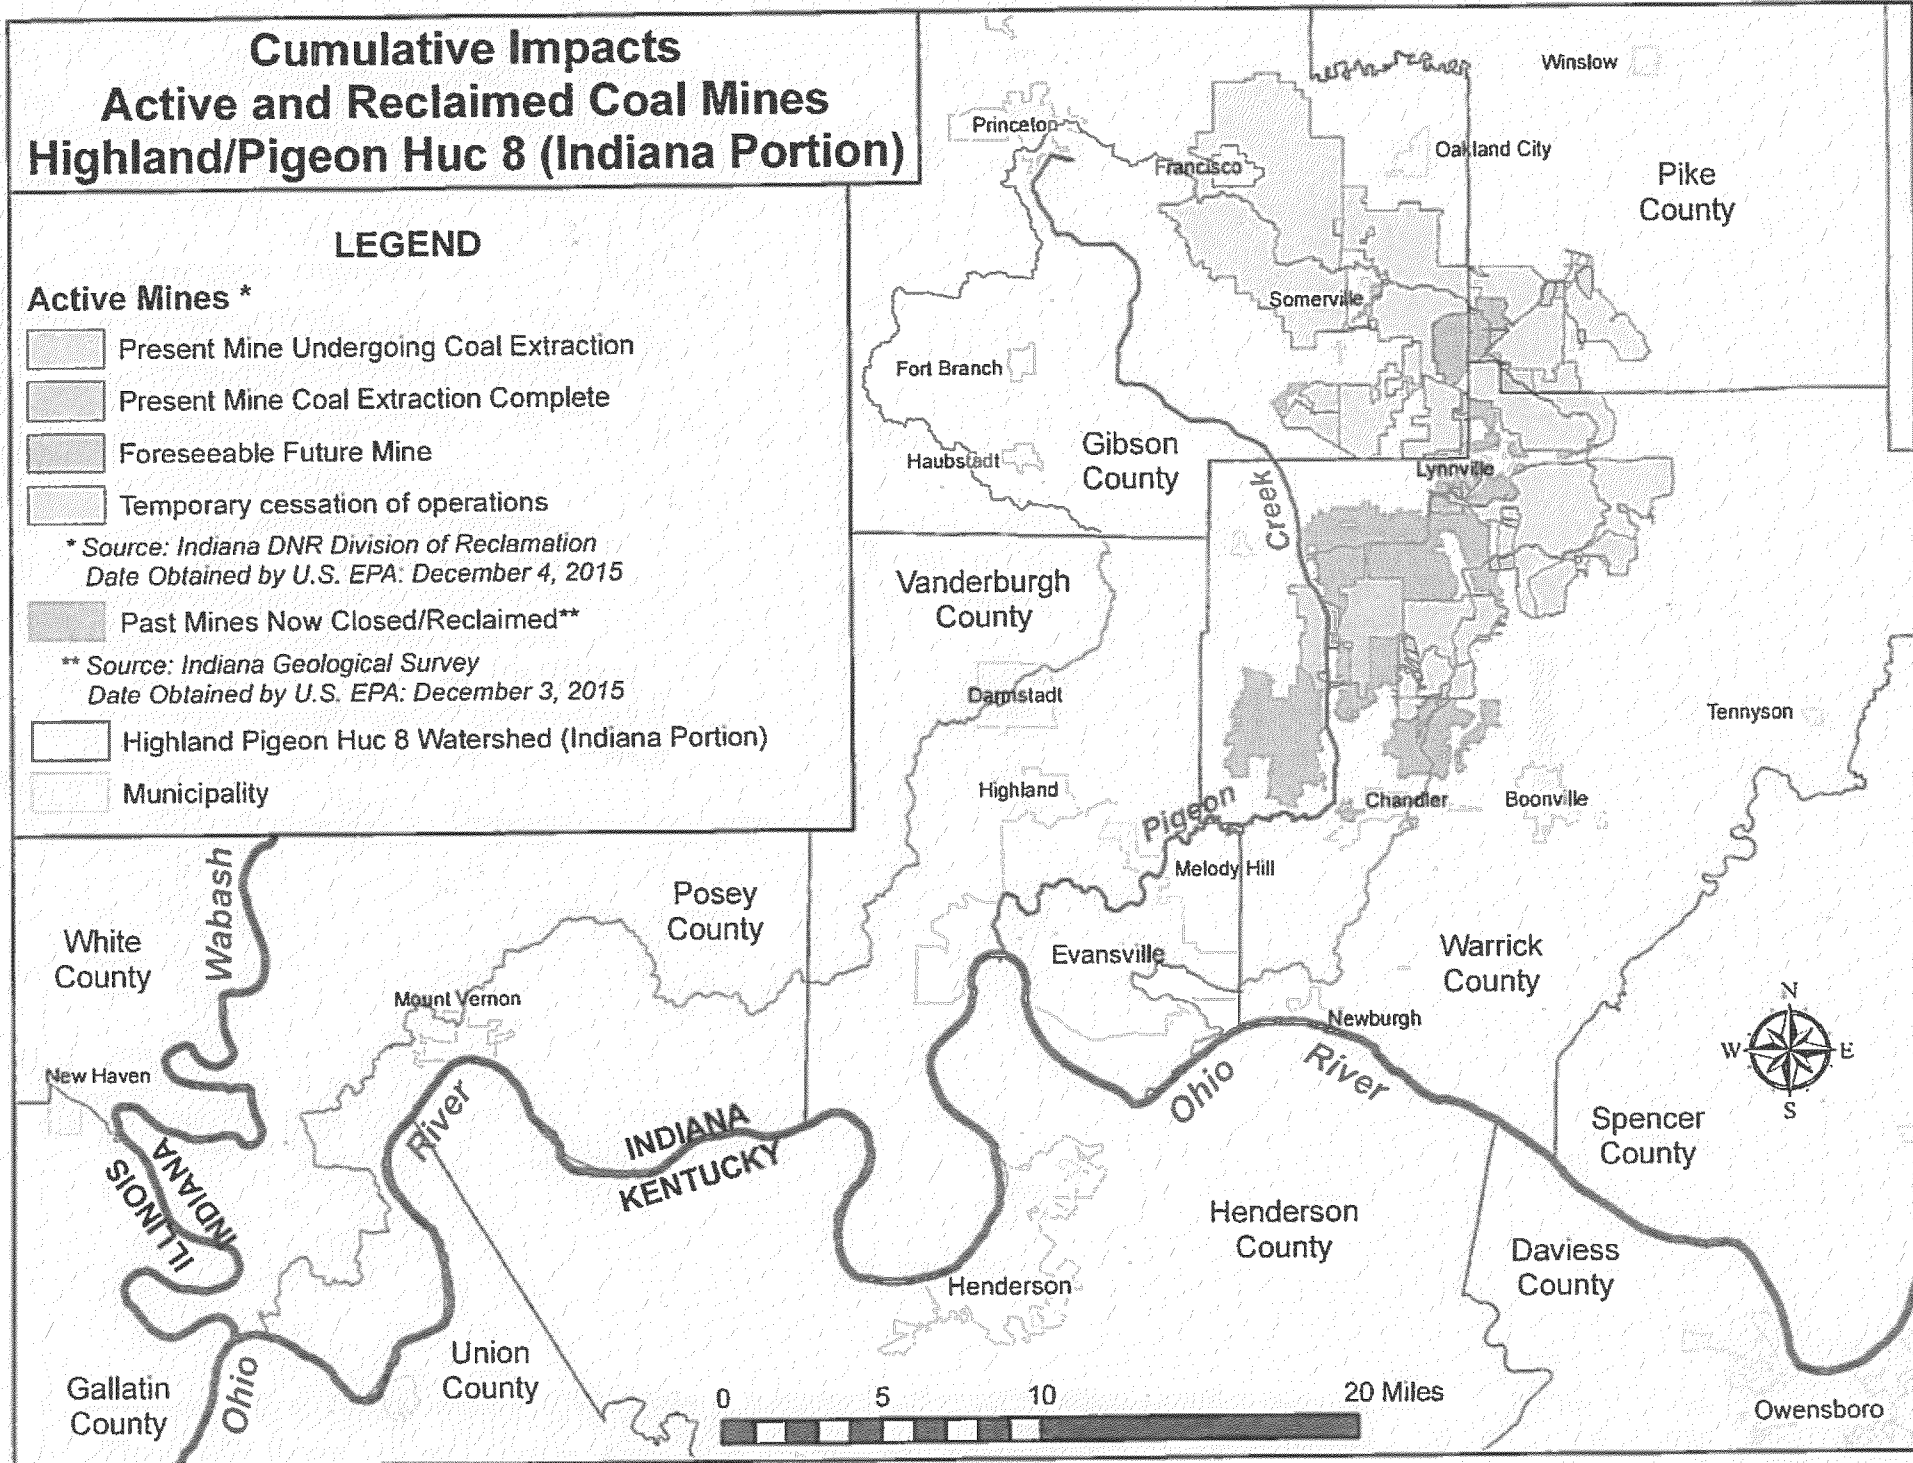 Cumulative Impacts
Active and Reclaimed Coal Mines
Highland/Pigeon Huc 8 (Indiana Portion)
LEGEND
Active Mines *
Present Mine Undergoing Coal Extraction
Present Mine Coal Extraction Complete
Foreseeable Future Mine
Temporary cessation of operations
* Source: Indiana DNR Division of Reclamation
Date Obtained by U.S. EPA: December 4, 2015
Past Mines Now Closed/Reclaimed**
** Source: Indiana Geological Survey
Date Obtained by U.S. EPA: December 3, 2015
Highland Pigeon Huc 8 Watershed (Indiana Portion)
Municipality
Winslow
Princeton
Francisco
Oakland City
Pike
County
Somerville
Fort Branch
Haubstadt
Gibson
County
Lynnville
Creek
Vanderburgh
County
Darmstadt
Tennyson
Highland
Pigeon
Chandler
Boonville
Melody Hill
Wabash
Posey
County
White
County
Evansville
Warrick
County
Mount Vernon
Newburgh
New Haven
River
Ohio
River
INDIANA
KENTUCKY
ILLINOIS
INDIANA
N
W
E
S
Spencer
County
Henderson
County
Daviess
County
Henderson
Union
County
Gallatin
County
Ohio
0 5 10 20 Miles
Owensboro